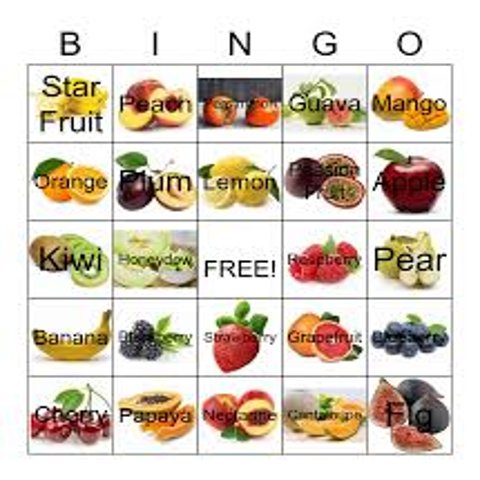 B I N G O
Star
Fruit
Peach
Persimmon
Guava
Mango
Orange
Plum
Lemon
Passion
Fruit
Apple
Kiwi
Honeydew
FREE!
Raspberry
Pear
Banana
Blackberry
Strawberry
Grapefruit
Blueberry
Cherry
Papaya
Nectarine
Cantaloupe
Fig